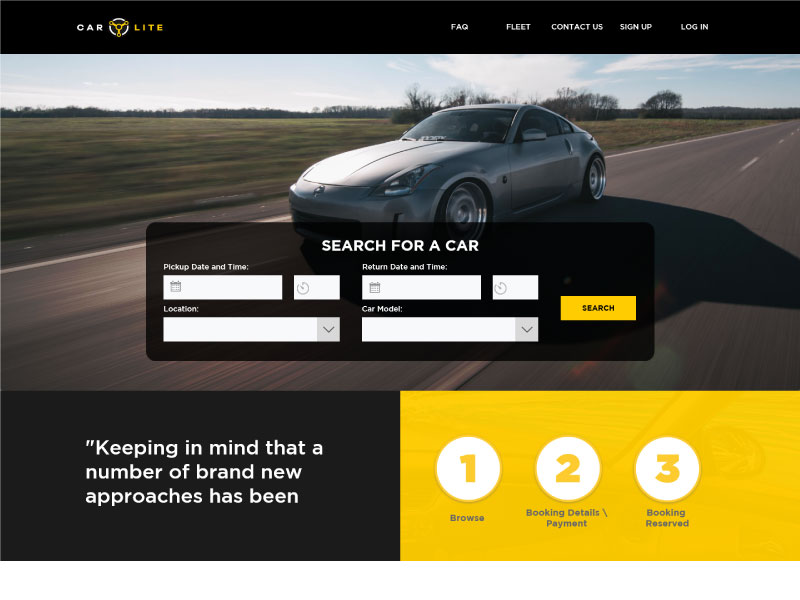 CAR LITE
FAQ FLEET CONTACT US SIGN UP LOG IN
SEARCH FOR A CAR
Pickup Date and Time: Return Date and Time:
Location: Car Model:
SEARCH
"Keeping in mind that a
number of brand new
approaches has been
1 2 3
Browse
Booking Details \
Payment
Booking
Reserved